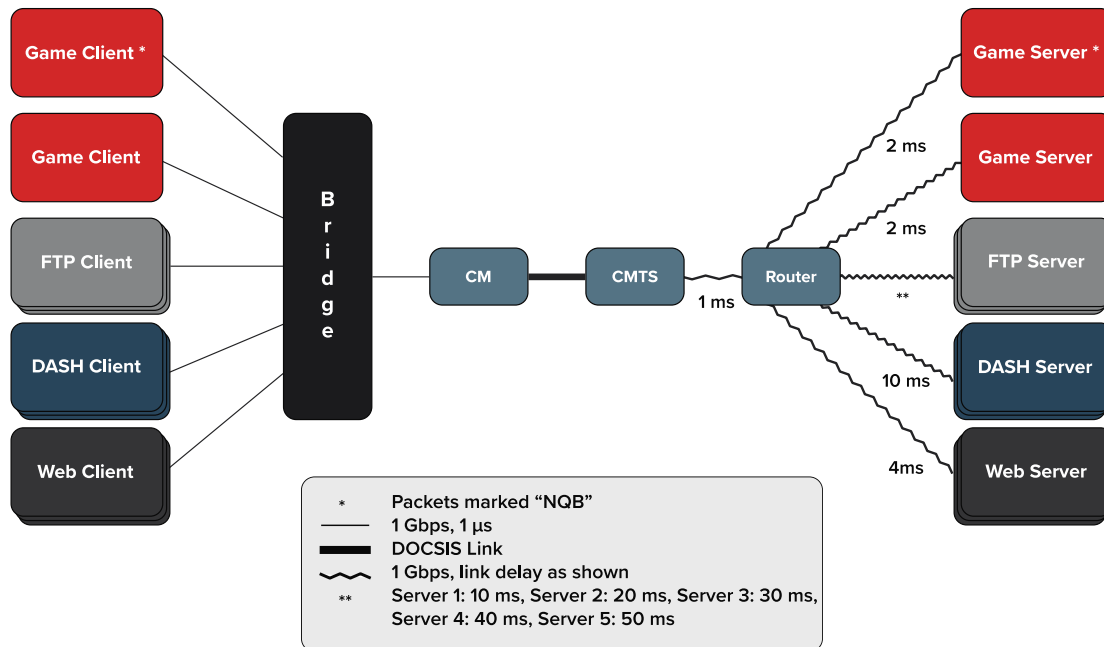 Game Client *
Game Client
FTP Client
DASH Client
Web Client
Bridge
CM
CMTS
1 ms
Router
2 ms
2 ms
**
10 ms
4ms
Game Server *
Game Server
FTP Server
DASH Server
Web Server
* Packets marked “NQB”
1 Gbps, 1 µs
DOCSIS Link
1 Gbps, link delay as shown
** Server 1: 10 ms, Server 2: 20 ms, Server 3: 30 ms,
Server 4: 40 ms, Server 5: 50 ms